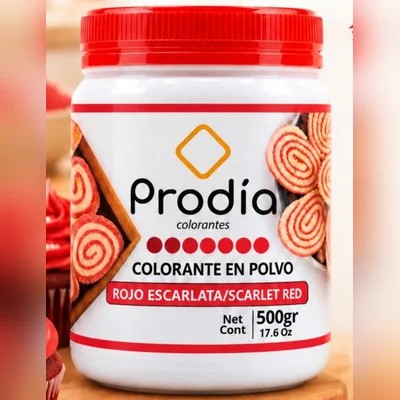 Prodía
colorantes
COLORANTE EN POLVO
ROJO ESCARLATA/SCARLET RED
Net
Cont
500gr
17.6 Oz